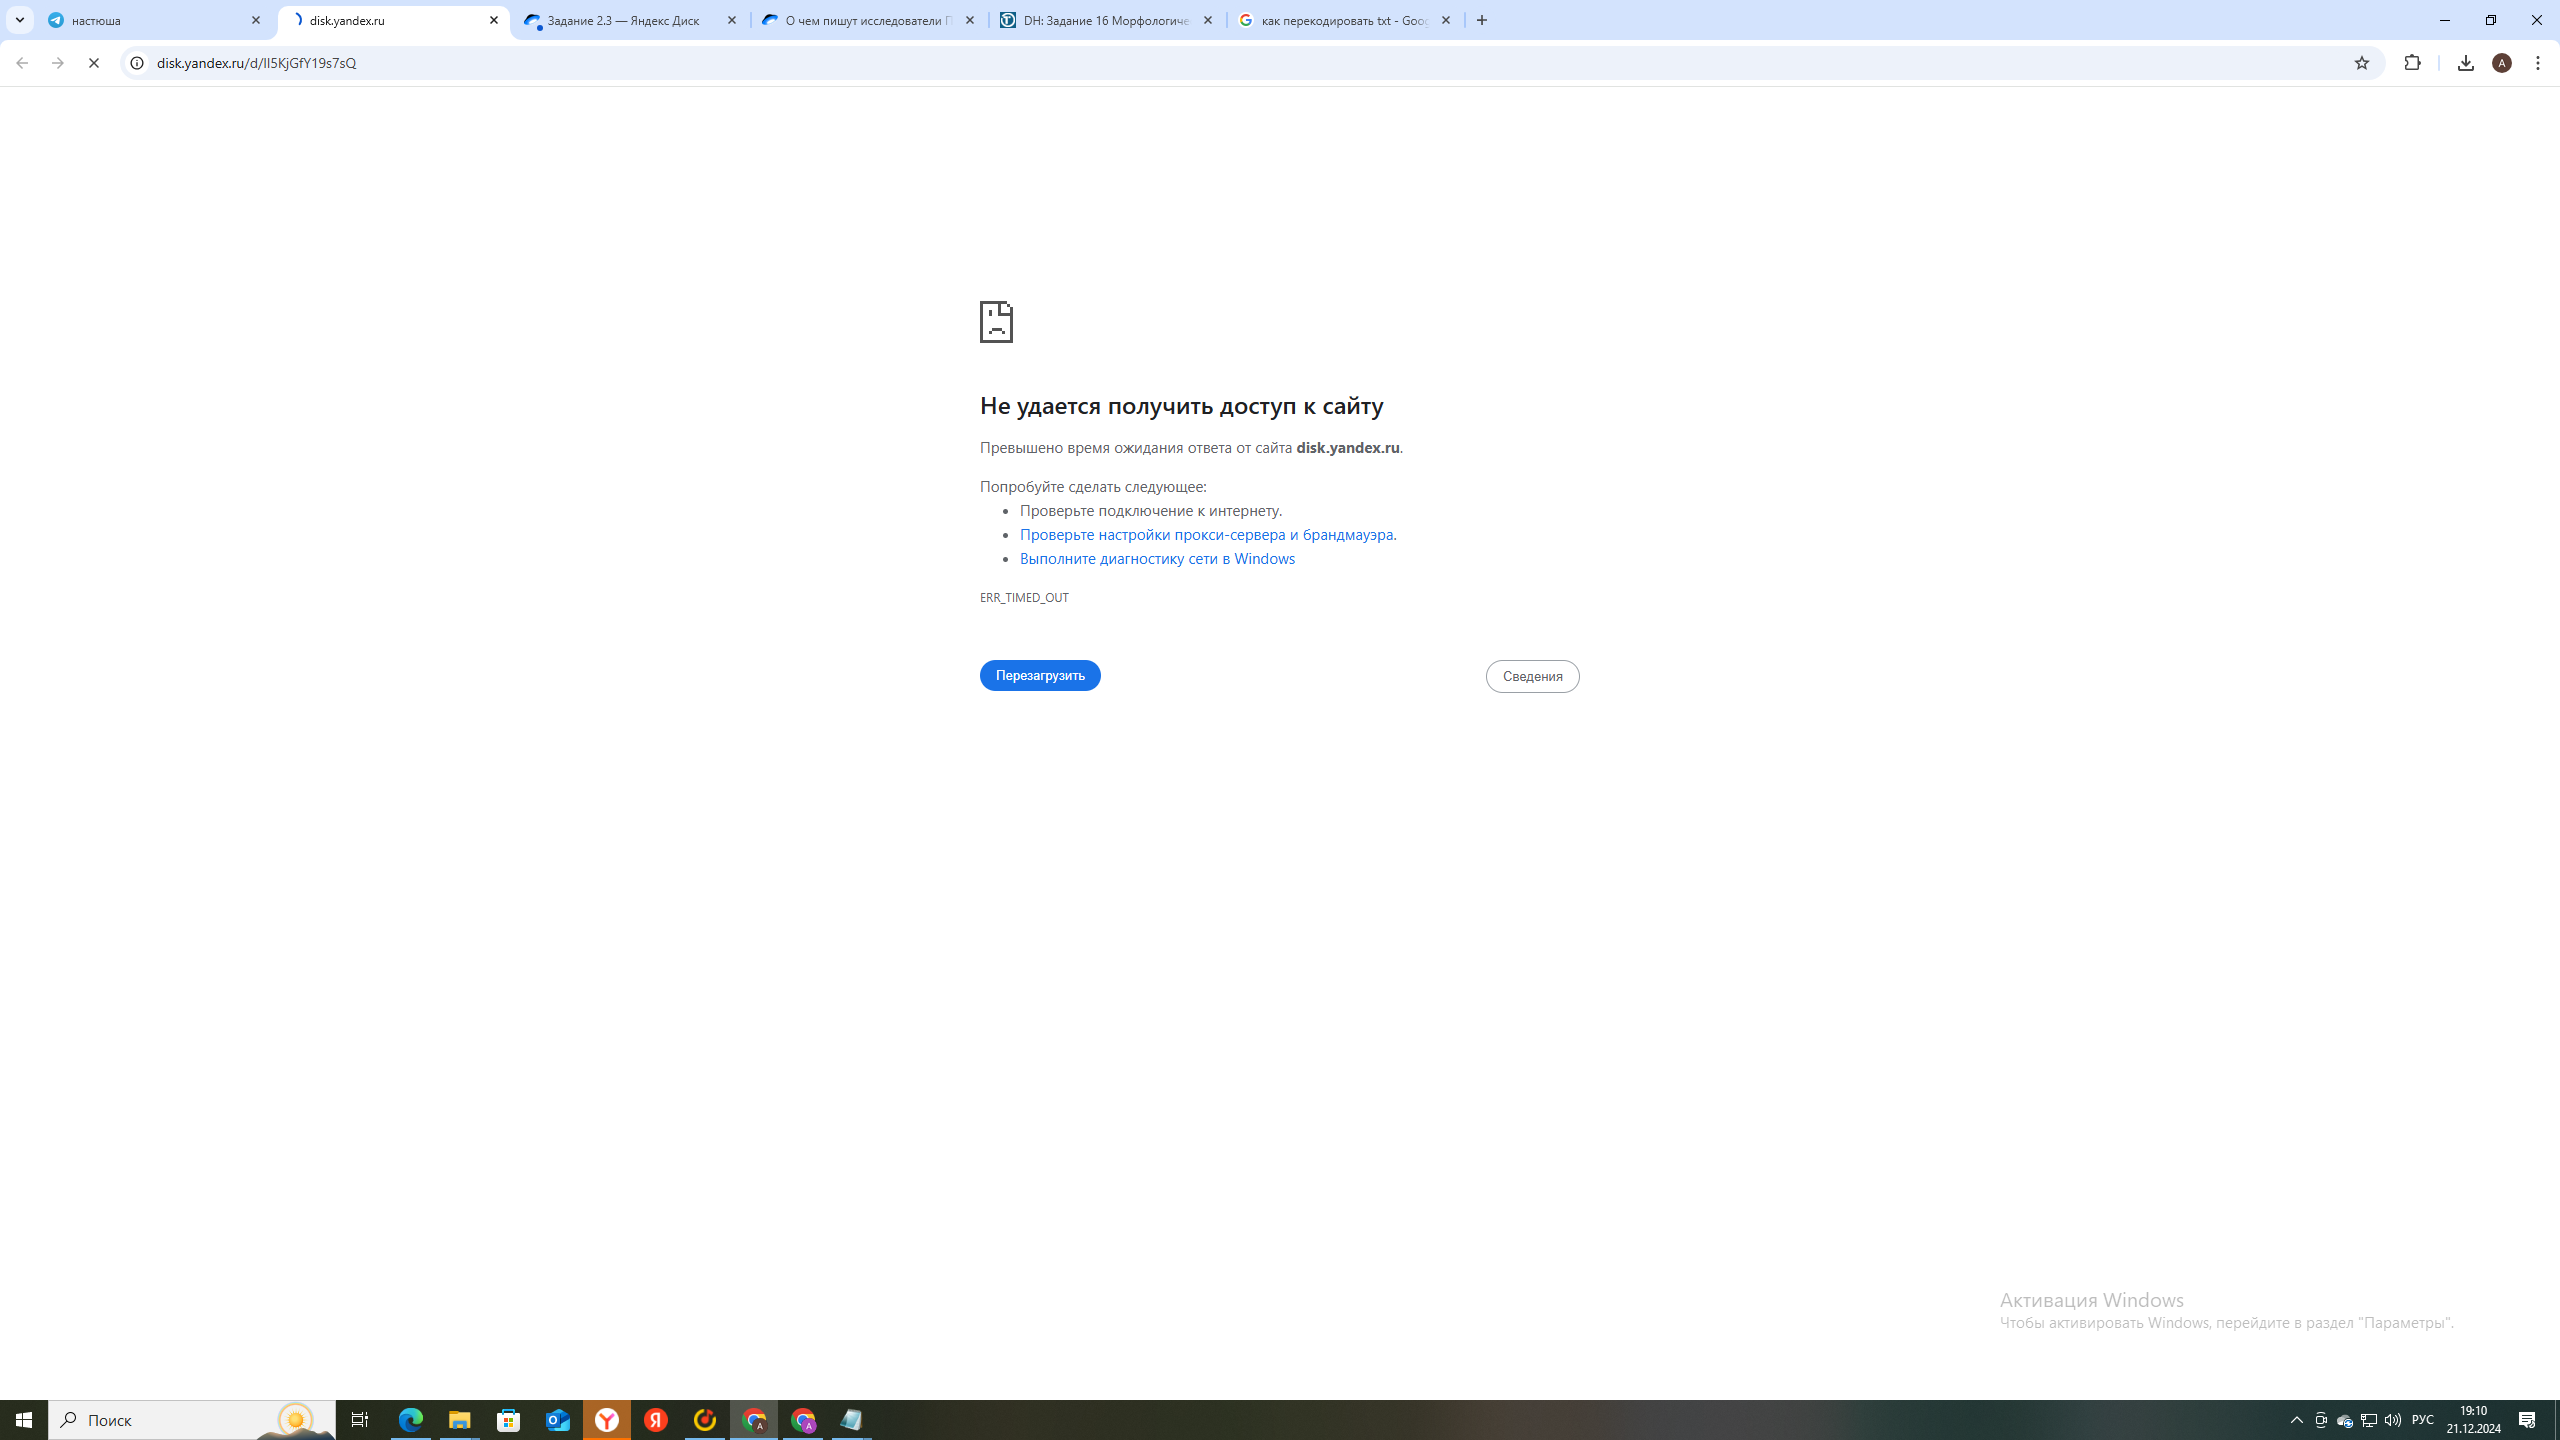 настюша
disk.yandex.ru
Задание 2.3 — Яндекс Диск
О чем пишут исследователи
DH: Задание 16 Морфологиче
как перекодировать txt - Goog
disk.yandex.ru/d/II5KjGfY19s7sQ
A
Не удается получить доступ к сайту
Превышено время ожидания ответа от сайта disk.yandex.ru.
Попробуйте сделать следующее:
Проверьте подключение к интернету.
Проверьте настройки прокси-сервера и брандмауэра.
Выполните диагностику сети в Windows
ERR_TIMED_OUT
Перезагрузить
Сведения
Активация Windows
Чтобы активировать Windows, перейдите в раздел "Параметры".
Поиск
РУС
19:10
21.12.2024